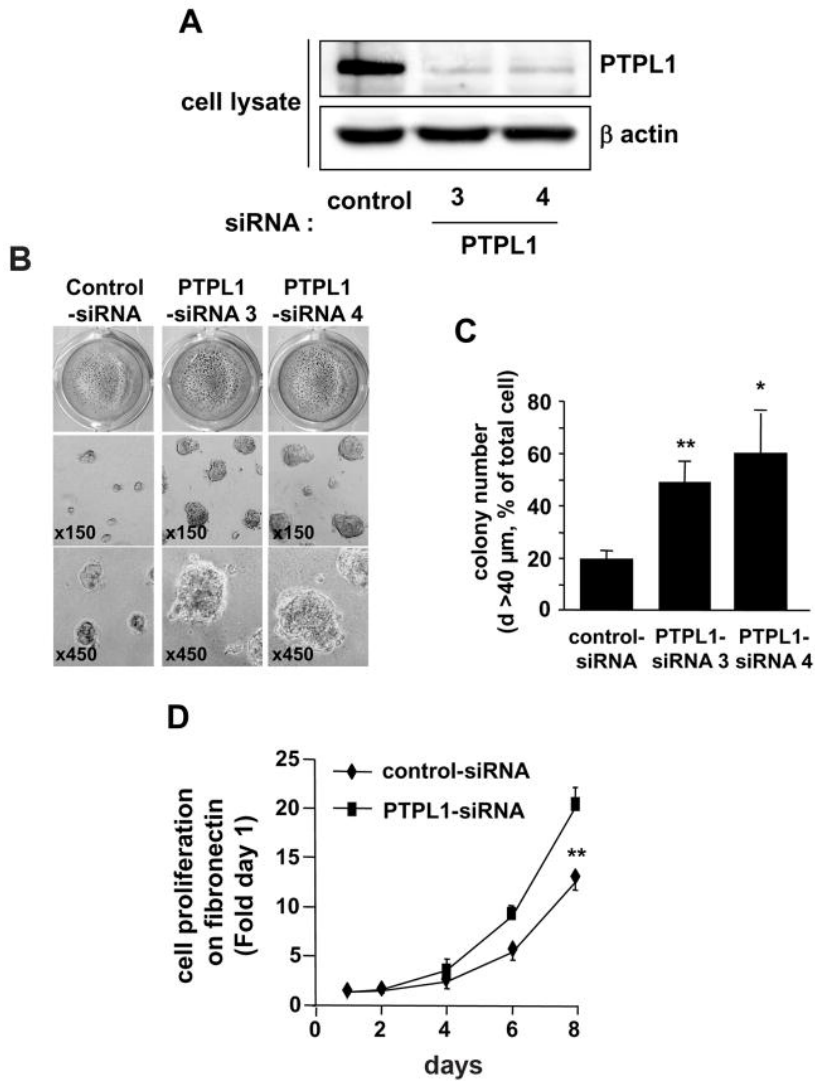 A
PTPL1
cell lysate
β actin
control 3 4
siRNA :
PTPL1
B
Control
-siRNA
PTPL1
-siRNA 3
PTPL1
-siRNA 4
x150
x150
x150
x450
x450
x450
C
colony number
(d >40 µm, % of total cell)
80
60
40
20
0
**
*
control-
siRNA
PTPL1-
siRNA 3
PTPL1-
siRNA 4
D
cell proliferation
on fibronectin
(Fold day 1)
25
20
15
10
5
0
control-siRNA
PTPL1-siRNA
**
0 2 4 6 8
days